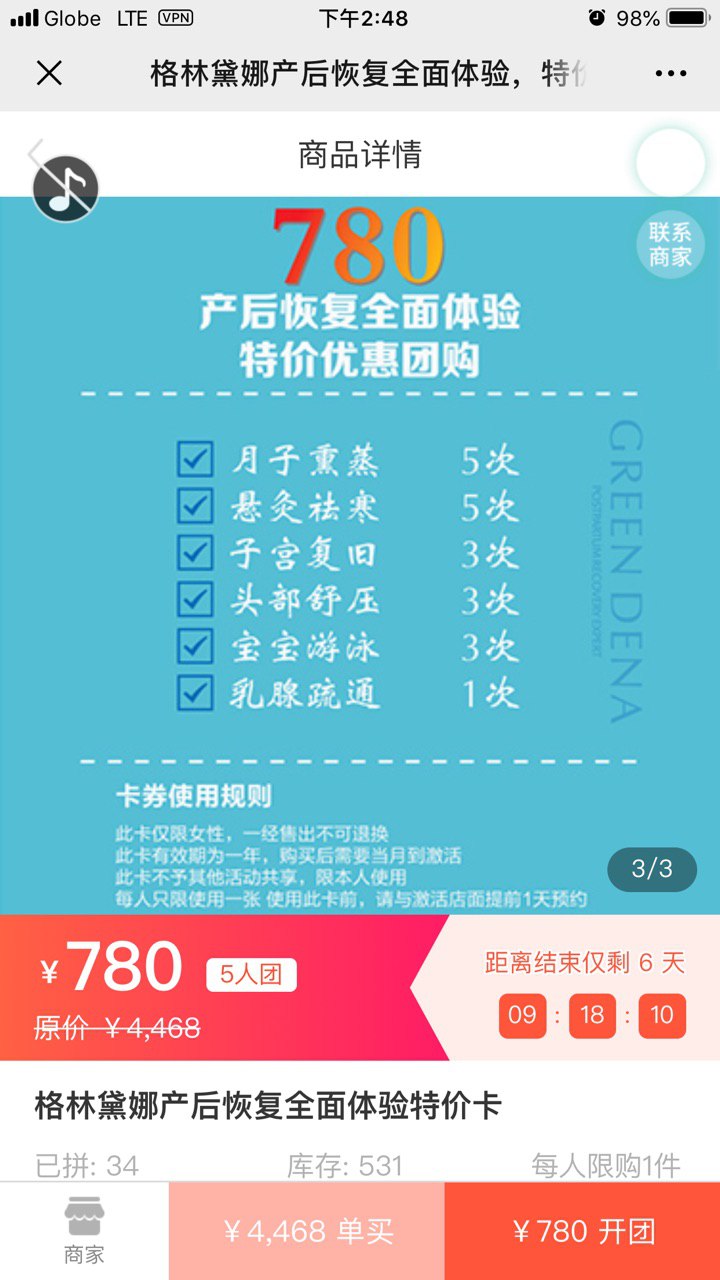 Globe LTE VPN 下午2:48 98%
格林黛娜产后恢复全面体验，特价
商品详情
联系
商家
780
产后恢复全面体验
特价优惠团购
月子熏蒸 5次
悬灸祛寒 5次
子宫复旧 3次
头部舒压 3次
宝宝游泳 3次
乳腺疏通 1次
GREEN DENA
POSTPARTUM RECOVERY EXPERT
卡券使用规则
此卡仅限女性，一经售出不可退换
此卡有效期为一年，购买后需要当月到激活
此卡不予其他活动共享，限本人使用
每人只限使用一张 使用此卡前，请与激活店面提前1天预约
3/3
¥780 5人团
原价 ¥4,468
距离结束仅剩 6 天
09 : 18 : 10
格林黛娜产后恢复全面体验特价卡
已拼: 34 库存: 531 每人限购1件
商家
¥4,468 单买
¥780 开团